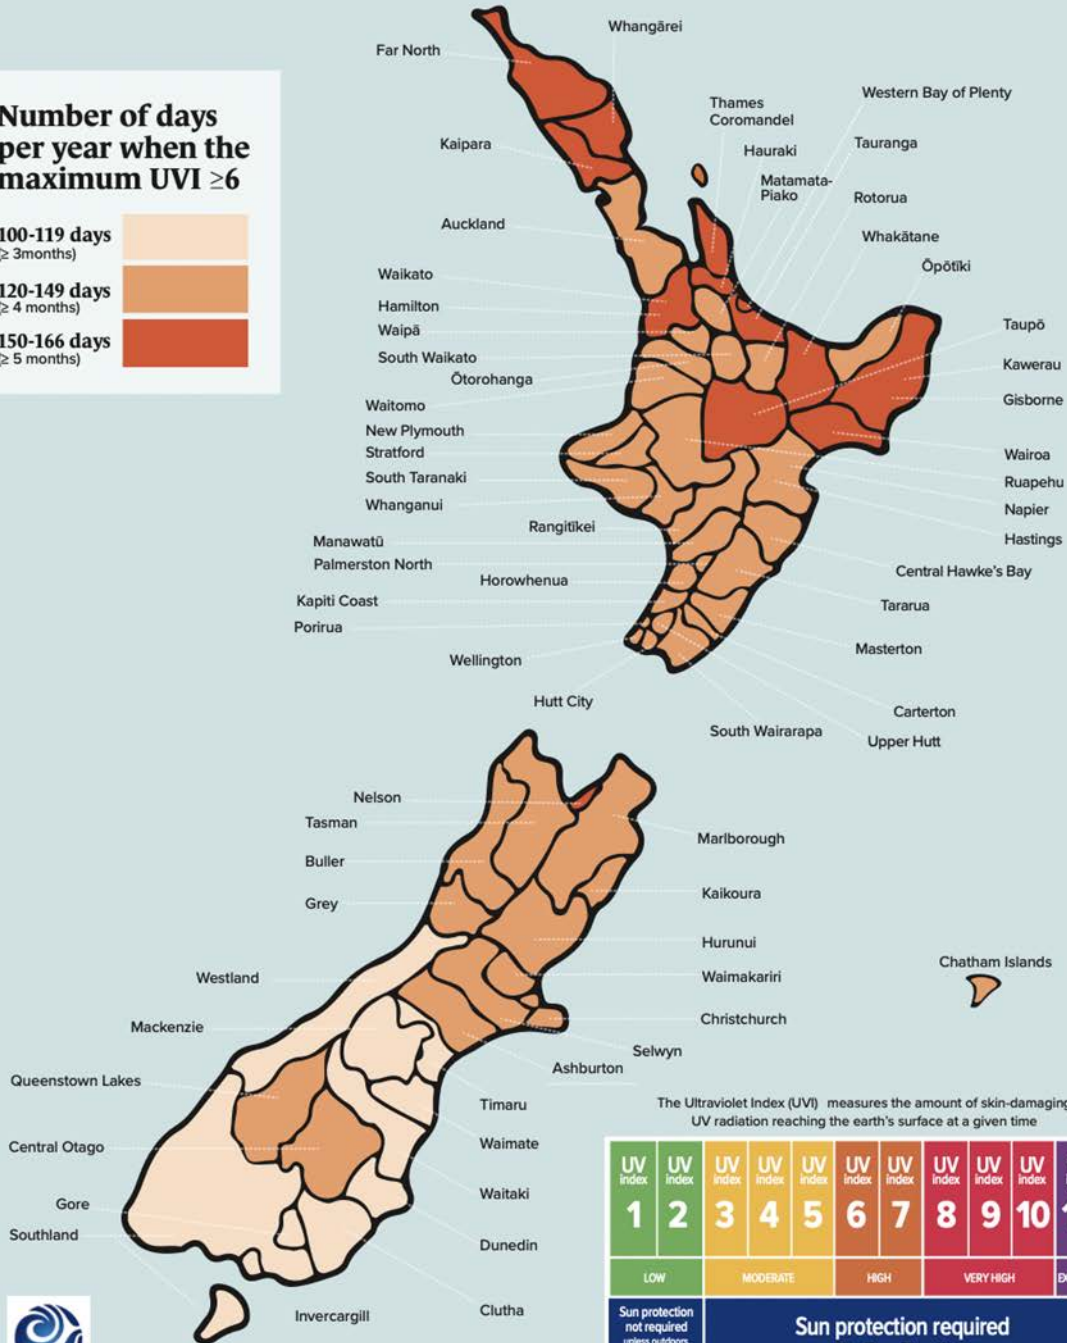 Number of days
per year when the
maximum UVI ≥6
100-119 days
(≥ 3months)
120-149 days
(≥ 4 months)
150-166 days
(≥ 5 months)
Far North
Whangārei
Kaipara
Auckland
Thames
Coromandel
Hauraki
Matamata-
Piako
Western Bay of Plenty
Tauranga
Rotorua
Whakātane
Ōpōtīki
Waikato
Hamilton
Waipā
South Waikato
Ōtorohanga
Waitomo
New Plymouth
Stratford
South Taranaki
Whanganui
Rangitīkei
Manawatū
Palmerston North
Horowhenua
Kapiti Coast
Porirua
Wellington
Hutt City
Taupō
Kawerau
Gisborne
Wairoa
Ruapehu
Napier
Hastings
Central Hawke's Bay
Tararua
Masterton
Carterton
Upper Hutt
South Wairarapa
Nelson
Tasman
Buller
Grey
Westland
Mackenzie
Queenstown Lakes
Central Otago
Gore
Southland
Invercargill
Marlborough
Kaikoura
Hurunui
Waimakariri
Christchurch
Selwyn
Ashburton
Timaru
Waimate
Waitaki
Dunedin
Clutha
Chatham Islands
The Ultraviolet Index (UVI) measures the amount of skin-damaging
UV radiation reaching the earth's surface at a given time
UV index 1
UV index 2
UV index 3
UV index 4
UV index 5
UV index 6
UV index 7
UV index 8
UV index 9
UV index 10
LOW
MODERATE
HIGH
VERY HIGH
Sun protection
not required
unless outdoors
Sun protection required